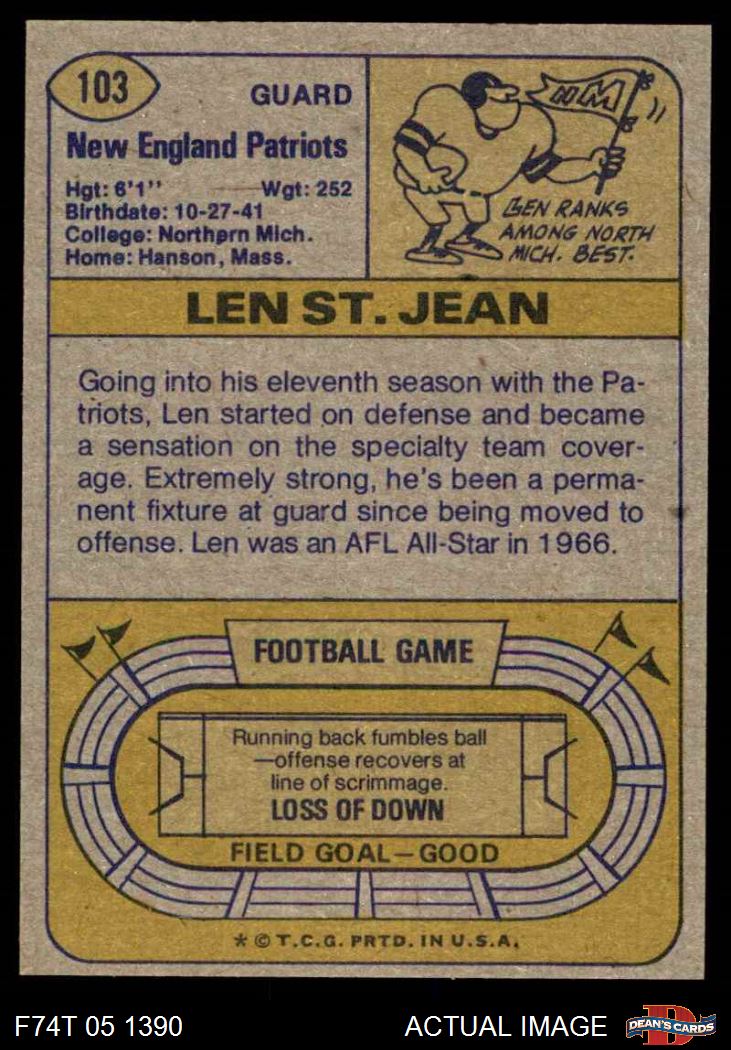 103
GUARD
New England Patriots
Hgt: 6'1'' Wgt: 252
Birthdate: 10-27-41
College: Northern Mich.
Home: Hanson, Mass.
GO M
LEN RANKS
AMONG NORTH
MICH. BEST.
LEN ST. JEAN
Going into his eleventh season with the Pa-
triots, Len started on defense and became
a sensation on the specialty team cover-
age. Extremely strong, he's been a perma-
nent fixture at guard since being moved to
offense. Len was an AFL All-Star in 1966.
FOOTBALL GAME
Running back fumbles ball
—offense recovers at
line of scrimmage.
LOSS OF DOWN
FIELD GOAL—GOOD
* © T.C.G. PRTD. IN U.S.A.
F74T 05 1390
ACTUAL IMAGE
D
DEAN'S CARDS